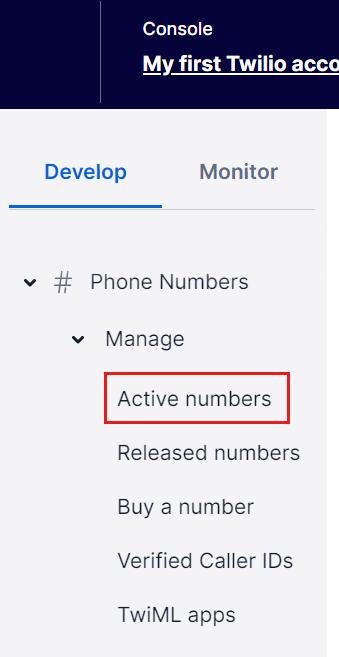 Console
My first Twilio acco
Develop
Monitor
# Phone Numbers
Manage
Active numbers
Released numbers
Buy a number
Verified Caller IDs
TwiML apps